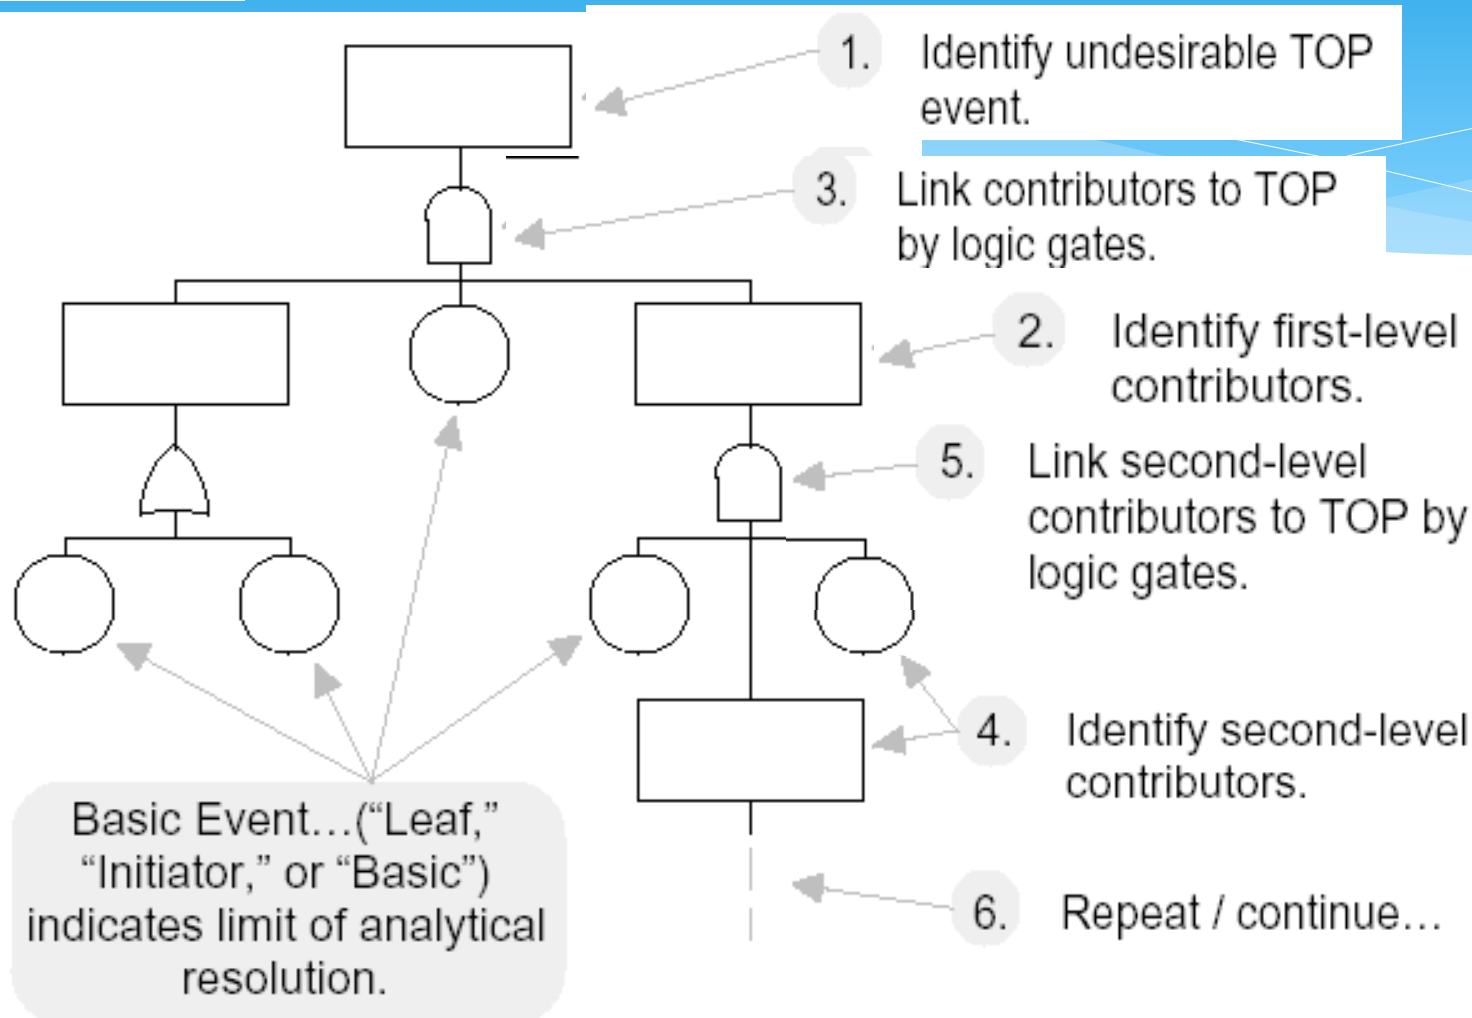 1. Identify undesirable TOP
event.
3. Link contributors to TOP
by logic gates.
2. Identify first-level
contributors.
5. Link second-level
contributors to TOP by
logic gates.
4. Identify second-level
contributors.
6. Repeat / continue…
Basic Event…(“Leaf,”
“Initiator,” or “Basic”)
indicates limit of analytical
resolution.